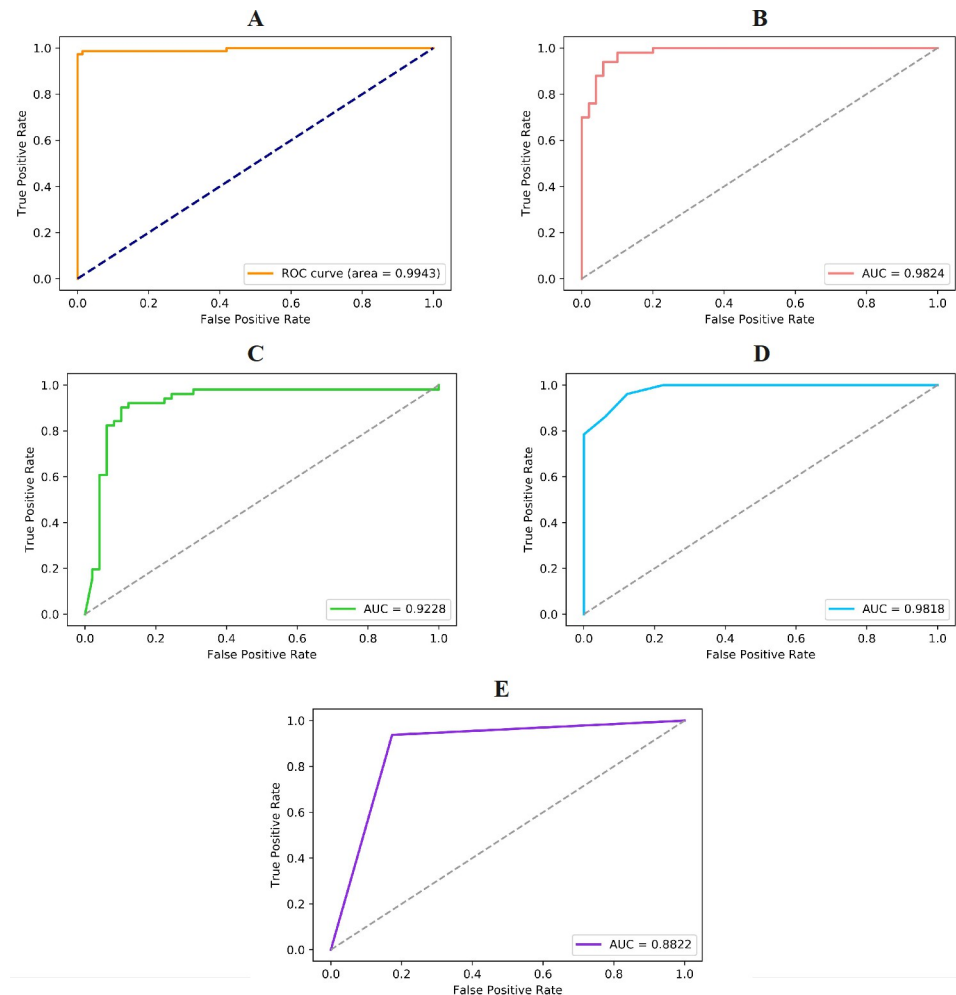 A
B
1.0
0.8
0.6
0.4
0.2
0.0
True Positive Rate
ROC curve (area = 0.9943)
0.0 0.2 0.4 0.6 0.8 1.0
False Positive Rate
1.0
0.8
0.6
0.4
0.2
0.0
True Positive Rate
AUC = 0.9824
0.0 0.2 0.4 0.6 0.8 1.0
False Positive Rate
C
D
1.0
0.8
0.6
0.4
0.2
0.0
True Positive Rate
AUC = 0.9228
0.0 0.2 0.4 0.6 0.8 1.0
False Positive Rate
1.0
0.8
0.6
0.4
0.2
0.0
True Positive Rate
AUC = 0.9818
0.0 0.2 0.4 0.6 0.8 1.0
False Positive Rate
E
1.0
0.8
0.6
0.4
0.2
0.0
True Positive Rate
AUC = 0.8822
0.0 0.2 0.4 0.6 0.8 1.0
False Positive Rate